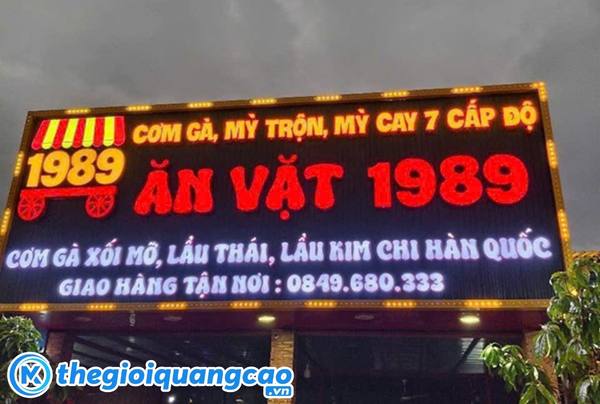 1989
CƠM GÀ, MỲ TRỘN, MỲ CAY 7 CẤP ĐỘ
ĂN VẶT 1989
CƠM GÀ XỐI MỠ, LẨU THÁI, LẨU KIM CHI HÀN QUỐC
GIAO HÀNG TẬN NƠI : 0849.680.333
thegioiquangcao.vn